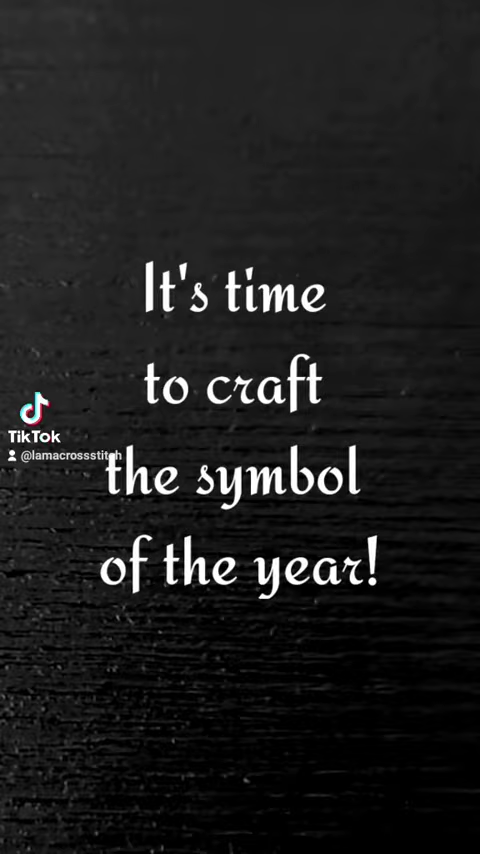 It's time
to craft
TikTok
@lamacrossstitch
the symbol
of the year!